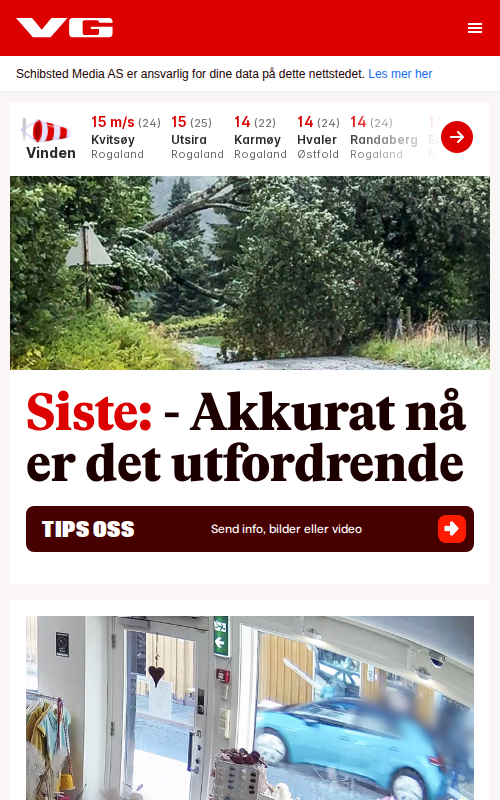 VG
Schibsted Media AS er ansvarlig for dine data på dette nettstedet. Les mer her
Vinden
15 m/s (24)
Kvitsøy
Rogaland
15 (25)
Utsira
Rogaland
14 (22)
Karmøy
Rogaland
14 (24)
Hvaler
Østfold
14 (24)
Randaberg
Rogaland
Siste: - Akkurat nå
er det utfordrende
TIPS OSS
Send info, bilder eller video